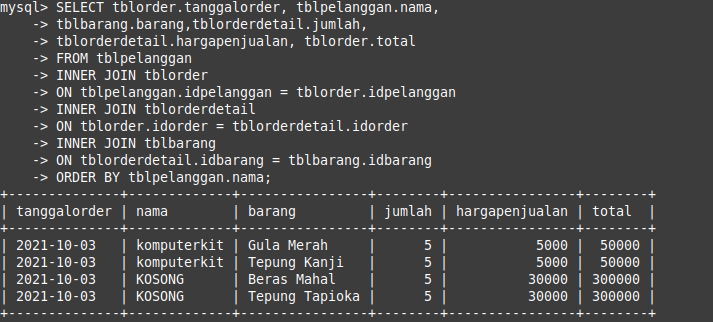 mysql> SELECT tblorder.tanggalorder, tblpelanggan.nama,
    -> tblbarang.barang,tblorderdetail.jumlah,
    -> tblorderdetail.hargapenjualan, tblorder.total
    -> FROM tblpelanggan
    -> INNER JOIN tblorder
    -> ON tblpelanggan.idpelanggan = tblorder.idpelanggan
    -> INNER JOIN tblorderdetail
    -> ON tblorder.idorder = tblorderdetail.idorder
    -> INNER JOIN tblbarang
    -> ON tblorderdetail.idbarang = tblbarang.idbarang
    -> ORDER BY tblpelanggan.nama;
+--------------+-------------+----------------+--------+----------------+--------+
| tanggalorder | nama        | barang         | jumlah | hargapenjualan | total  |
+--------------+-------------+----------------+--------+----------------+--------+
| 2021-10-03   | komputerkit | Gula Merah     |      5 |           5000 |  50000 |
| 2021-10-03   | komputerkit | Tepung Kanji   |      5 |           5000 |  50000 |
| 2021-10-03   | KOSONG      | Beras Mahal    |      5 |          30000 | 300000 |
| 2021-10-03   | KOSONG      | Tepung Tapioka |      5 |          30000 | 300000 |
+--------------+-------------+----------------+--------+----------------+--------+